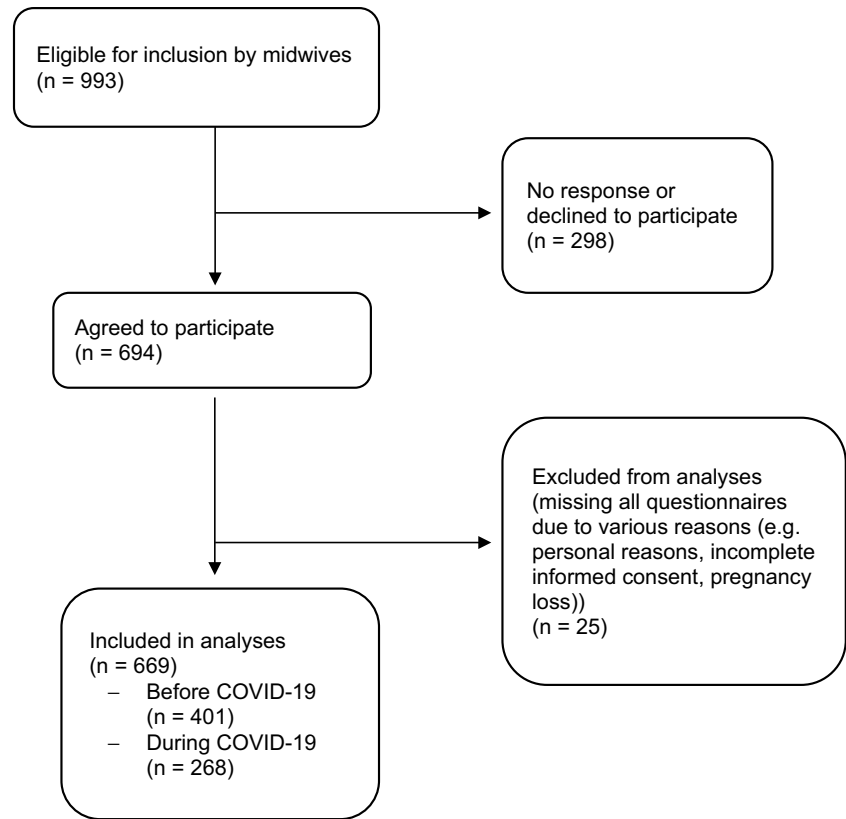 Eligible for inclusion by midwives
(n = 993)
No response or
declined to participate
(n = 298)
Agreed to participate
(n = 694)
Excluded from analyses
(missing all questionnaires
due to various reasons (e.g.
personal reasons, incomplete
informed consent, pregnancy
loss))
(n = 25)
Included in analyses
(n = 669)
– Before COVID-19
(n = 401)
– During COVID-19
(n = 268)